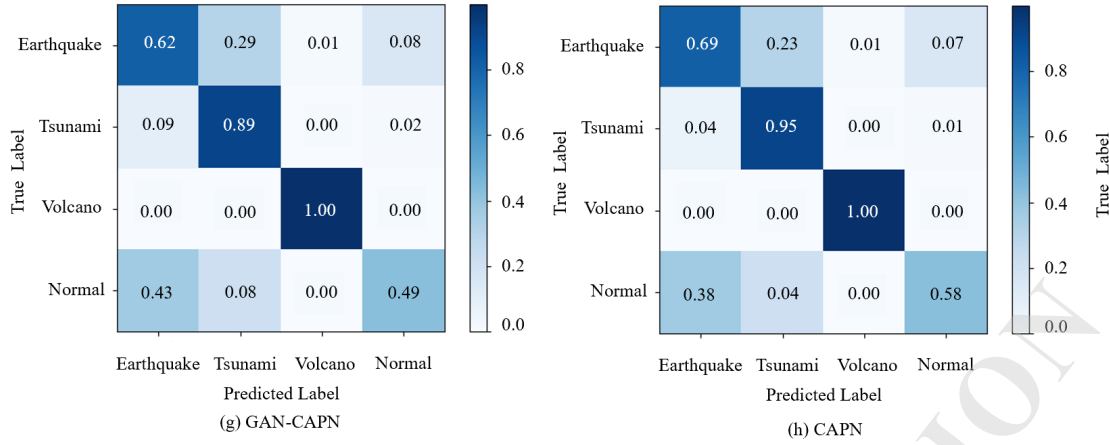 Earthquake 0.62 0.29 0.01 0.08
Tsunami 0.09 0.89 0.00 0.02
Volcano 0.00 0.00 1.00 0.00
Normal 0.43 0.08 0.00 0.49
True Label
0.8
0.6
0.4
0.2
0.0
Earthquake Tsunami Volcano Normal
Predicted Label
(g) GAN-CAPN
Earthquake 0.69 0.23 0.01 0.07
Tsunami 0.04 0.95 0.00 0.01
Volcano 0.00 0.00 1.00 0.00
Normal 0.38 0.04 0.00 0.58
True Label
0.8
0.6
0.4
0.2
0.0
Earthquake Tsunami Volcano Normal
Predicted Label
(h) CAPN
True Label
ION